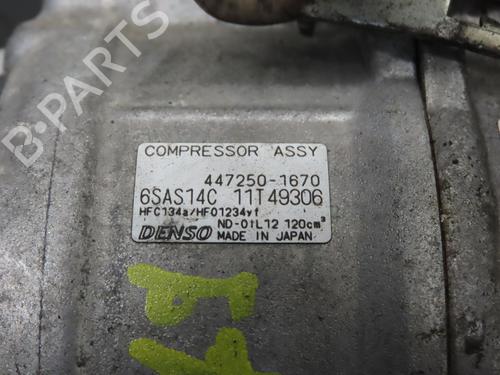 B-PARTS
COMPRESSOR ASSY
447250-1670
6SAS14C 11T49306
HFC134a/HFO1234yf
DENSO ND-OIL12 120cm³
MADE IN JAPAN